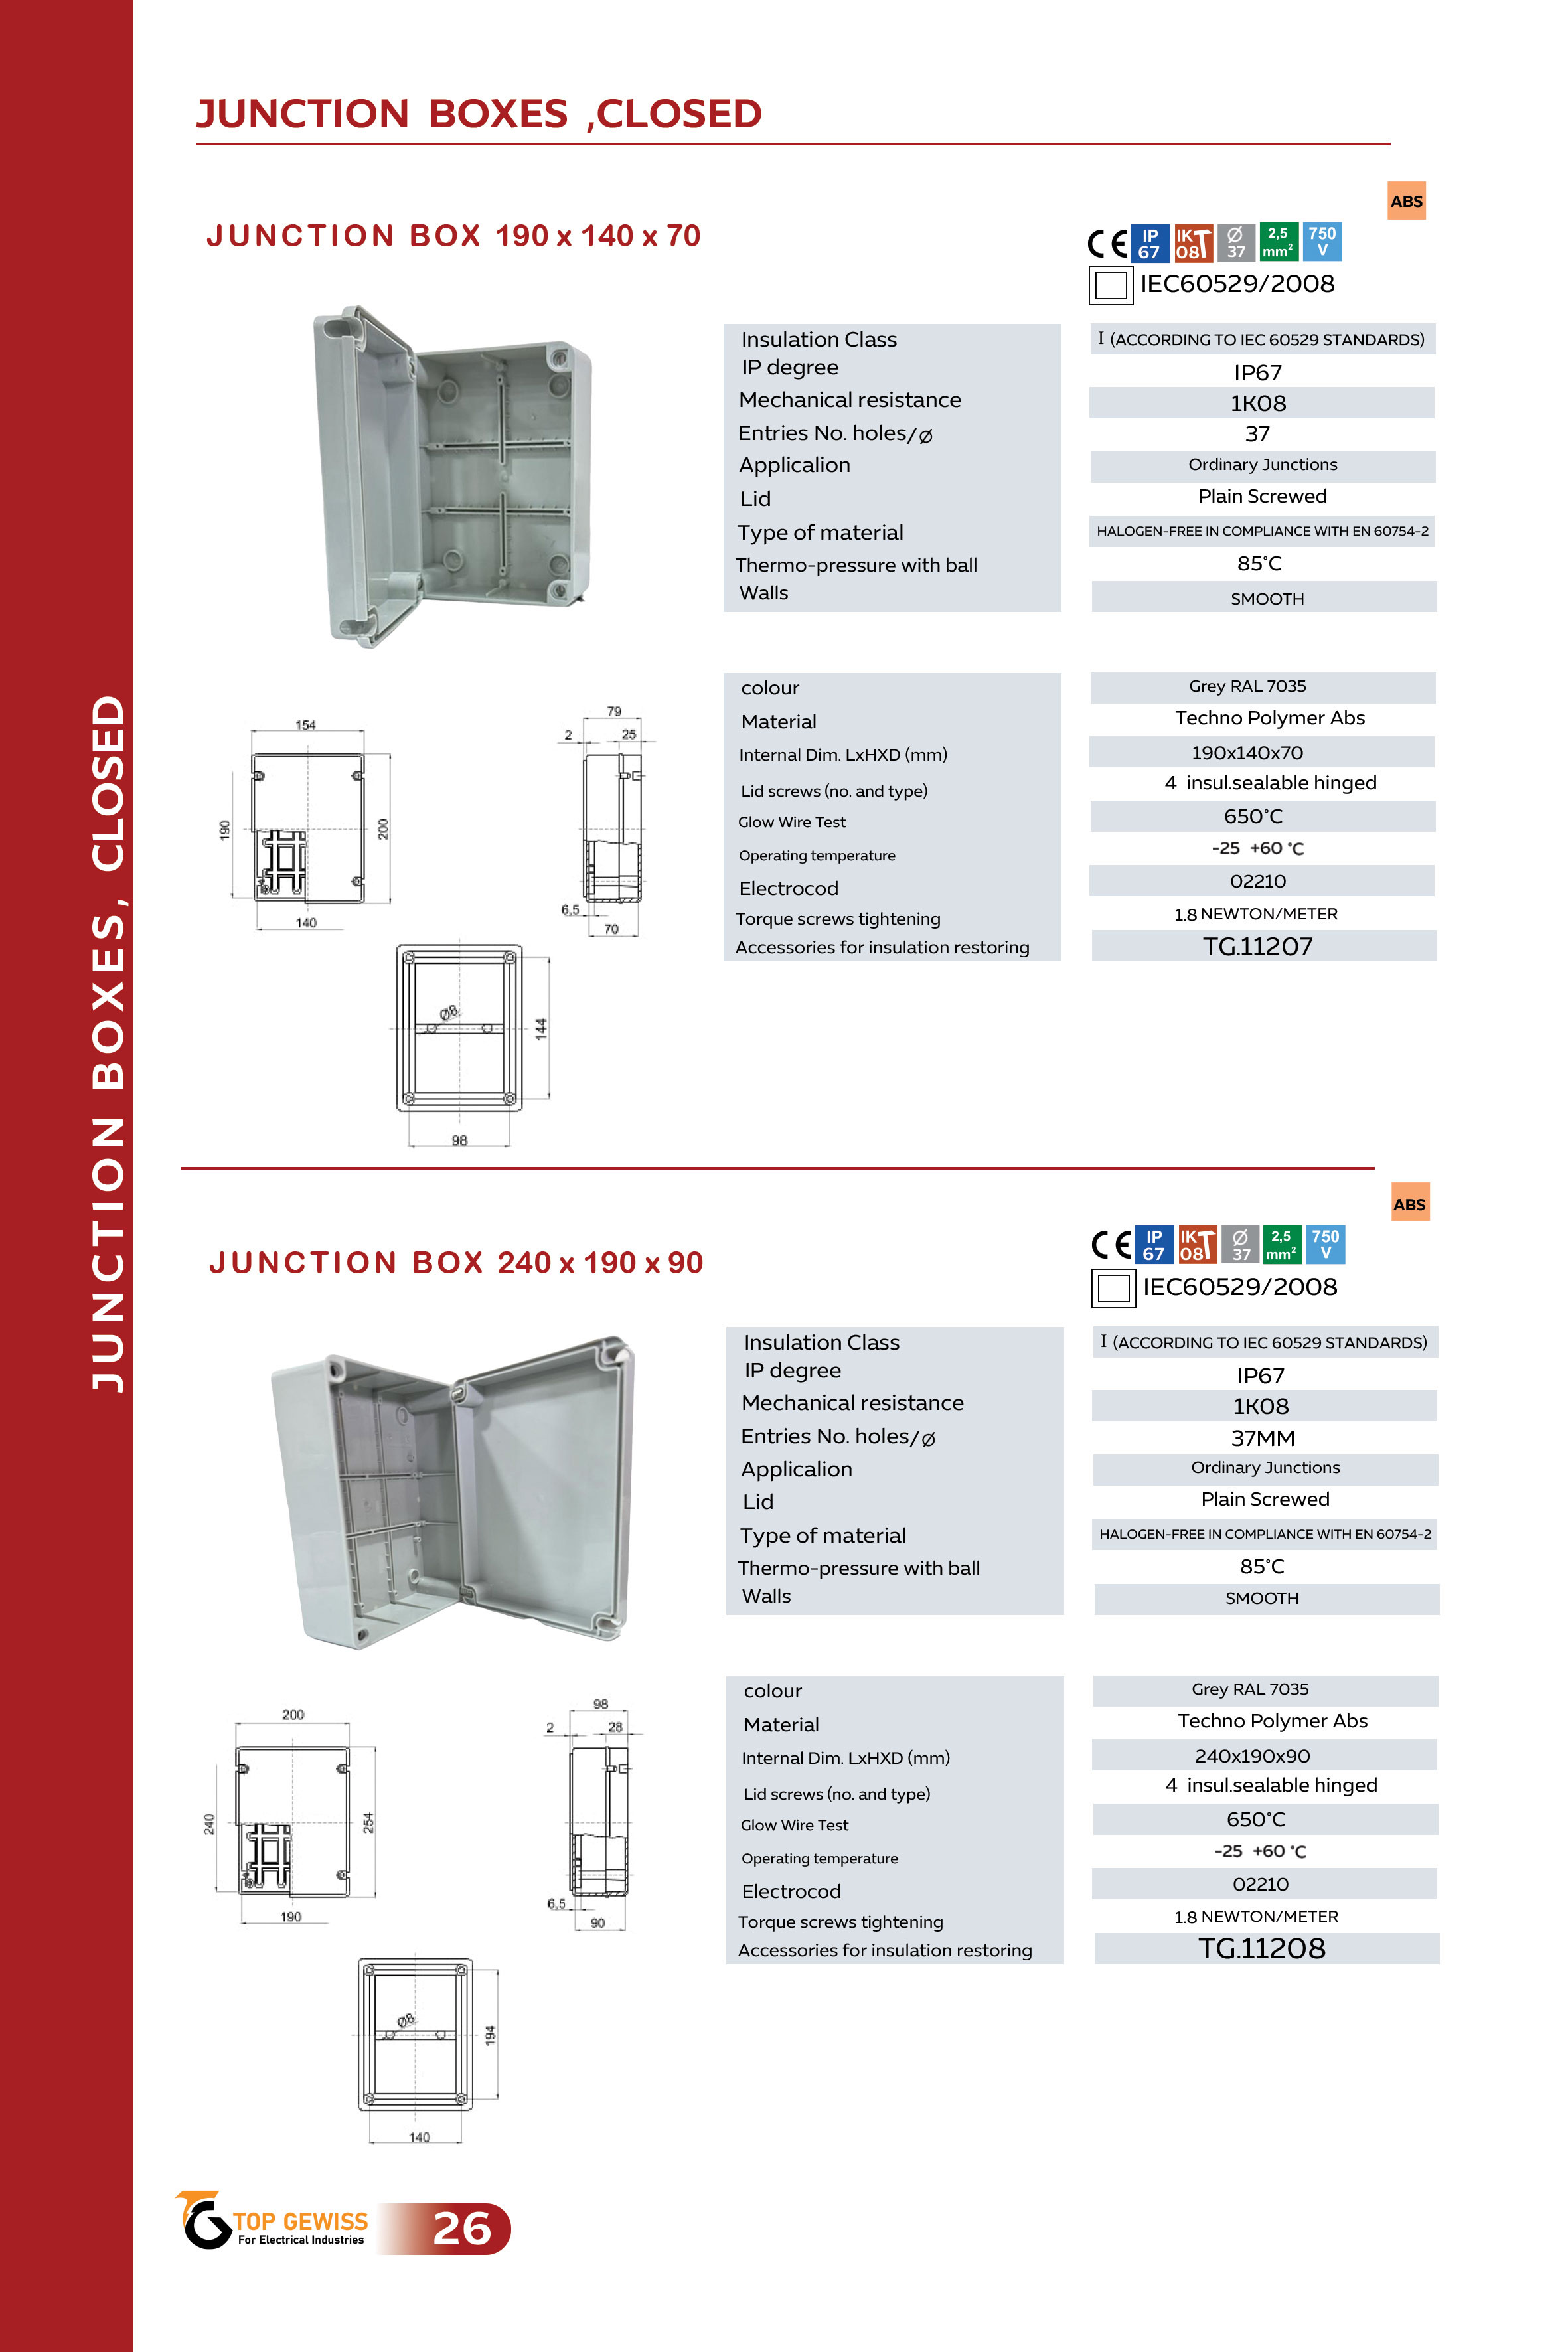 JUNCTION BOXES ,CLOSED
JUNCTION BOXES, CLOSED
ABS
JUNCTION BOX 190 x 140 x 70
CE IP 67 IK 08 Ø 37 2,5 mm² 750 V
IEC60529/2008
Insulation Class I (ACCORDING TO IEC 60529 STANDARDS)
IP degree IP67
Mechanical resistance 1K08
Entries No. holes/Ø 37
Applicalion Ordinary Junctions
Lid Plain Screwed
Type of material HALOGEN-FREE IN COMPLIANCE WITH EN 60754-2
Thermo-pressure with ball 85°C
Walls SMOOTH
colour Grey RAL 7035
Material Techno Polymer Abs
Internal Dim. LxHXD (mm) 190x140x70
Lid screws (no. and type) 4 insul.sealable hinged
Glow Wire Test 650°C
Operating temperature -25 +60 °C
Electrocod 02210
Torque screws tightening 1.8 NEWTON/METER
Accessories for insulation restoring TG.11207
154
190
200
140
79
2 25
6,5
70
Ø8
144
98
ABS
JUNCTION BOX 240 x 190 x 90
CE IP 67 IK 08 Ø 37 2,5 mm² 750 V
IEC60529/2008
Insulation Class I (ACCORDING TO IEC 60529 STANDARDS)
IP degree IP67
Mechanical resistance 1K08
Entries No. holes/Ø 37MM
Applicalion Ordinary Junctions
Lid Plain Screwed
Type of material HALOGEN-FREE IN COMPLIANCE WITH EN 60754-2
Thermo-pressure with ball 85°C
Walls SMOOTH
colour Grey RAL 7035
Material Techno Polymer Abs
Internal Dim. LxHXD (mm) 240x190x90
Lid screws (no. and type) 4 insul.sealable hinged
Glow Wire Test 650°C
Operating temperature -25 +60 °C
Electrocod 02210
Torque screws tightening 1.8 NEWTON/METER
Accessories for insulation restoring TG.11208
200
240
254
190
98
2 28
6,5
90
Ø8
194
140
TOP GEWISS
For Electrical Industries
26